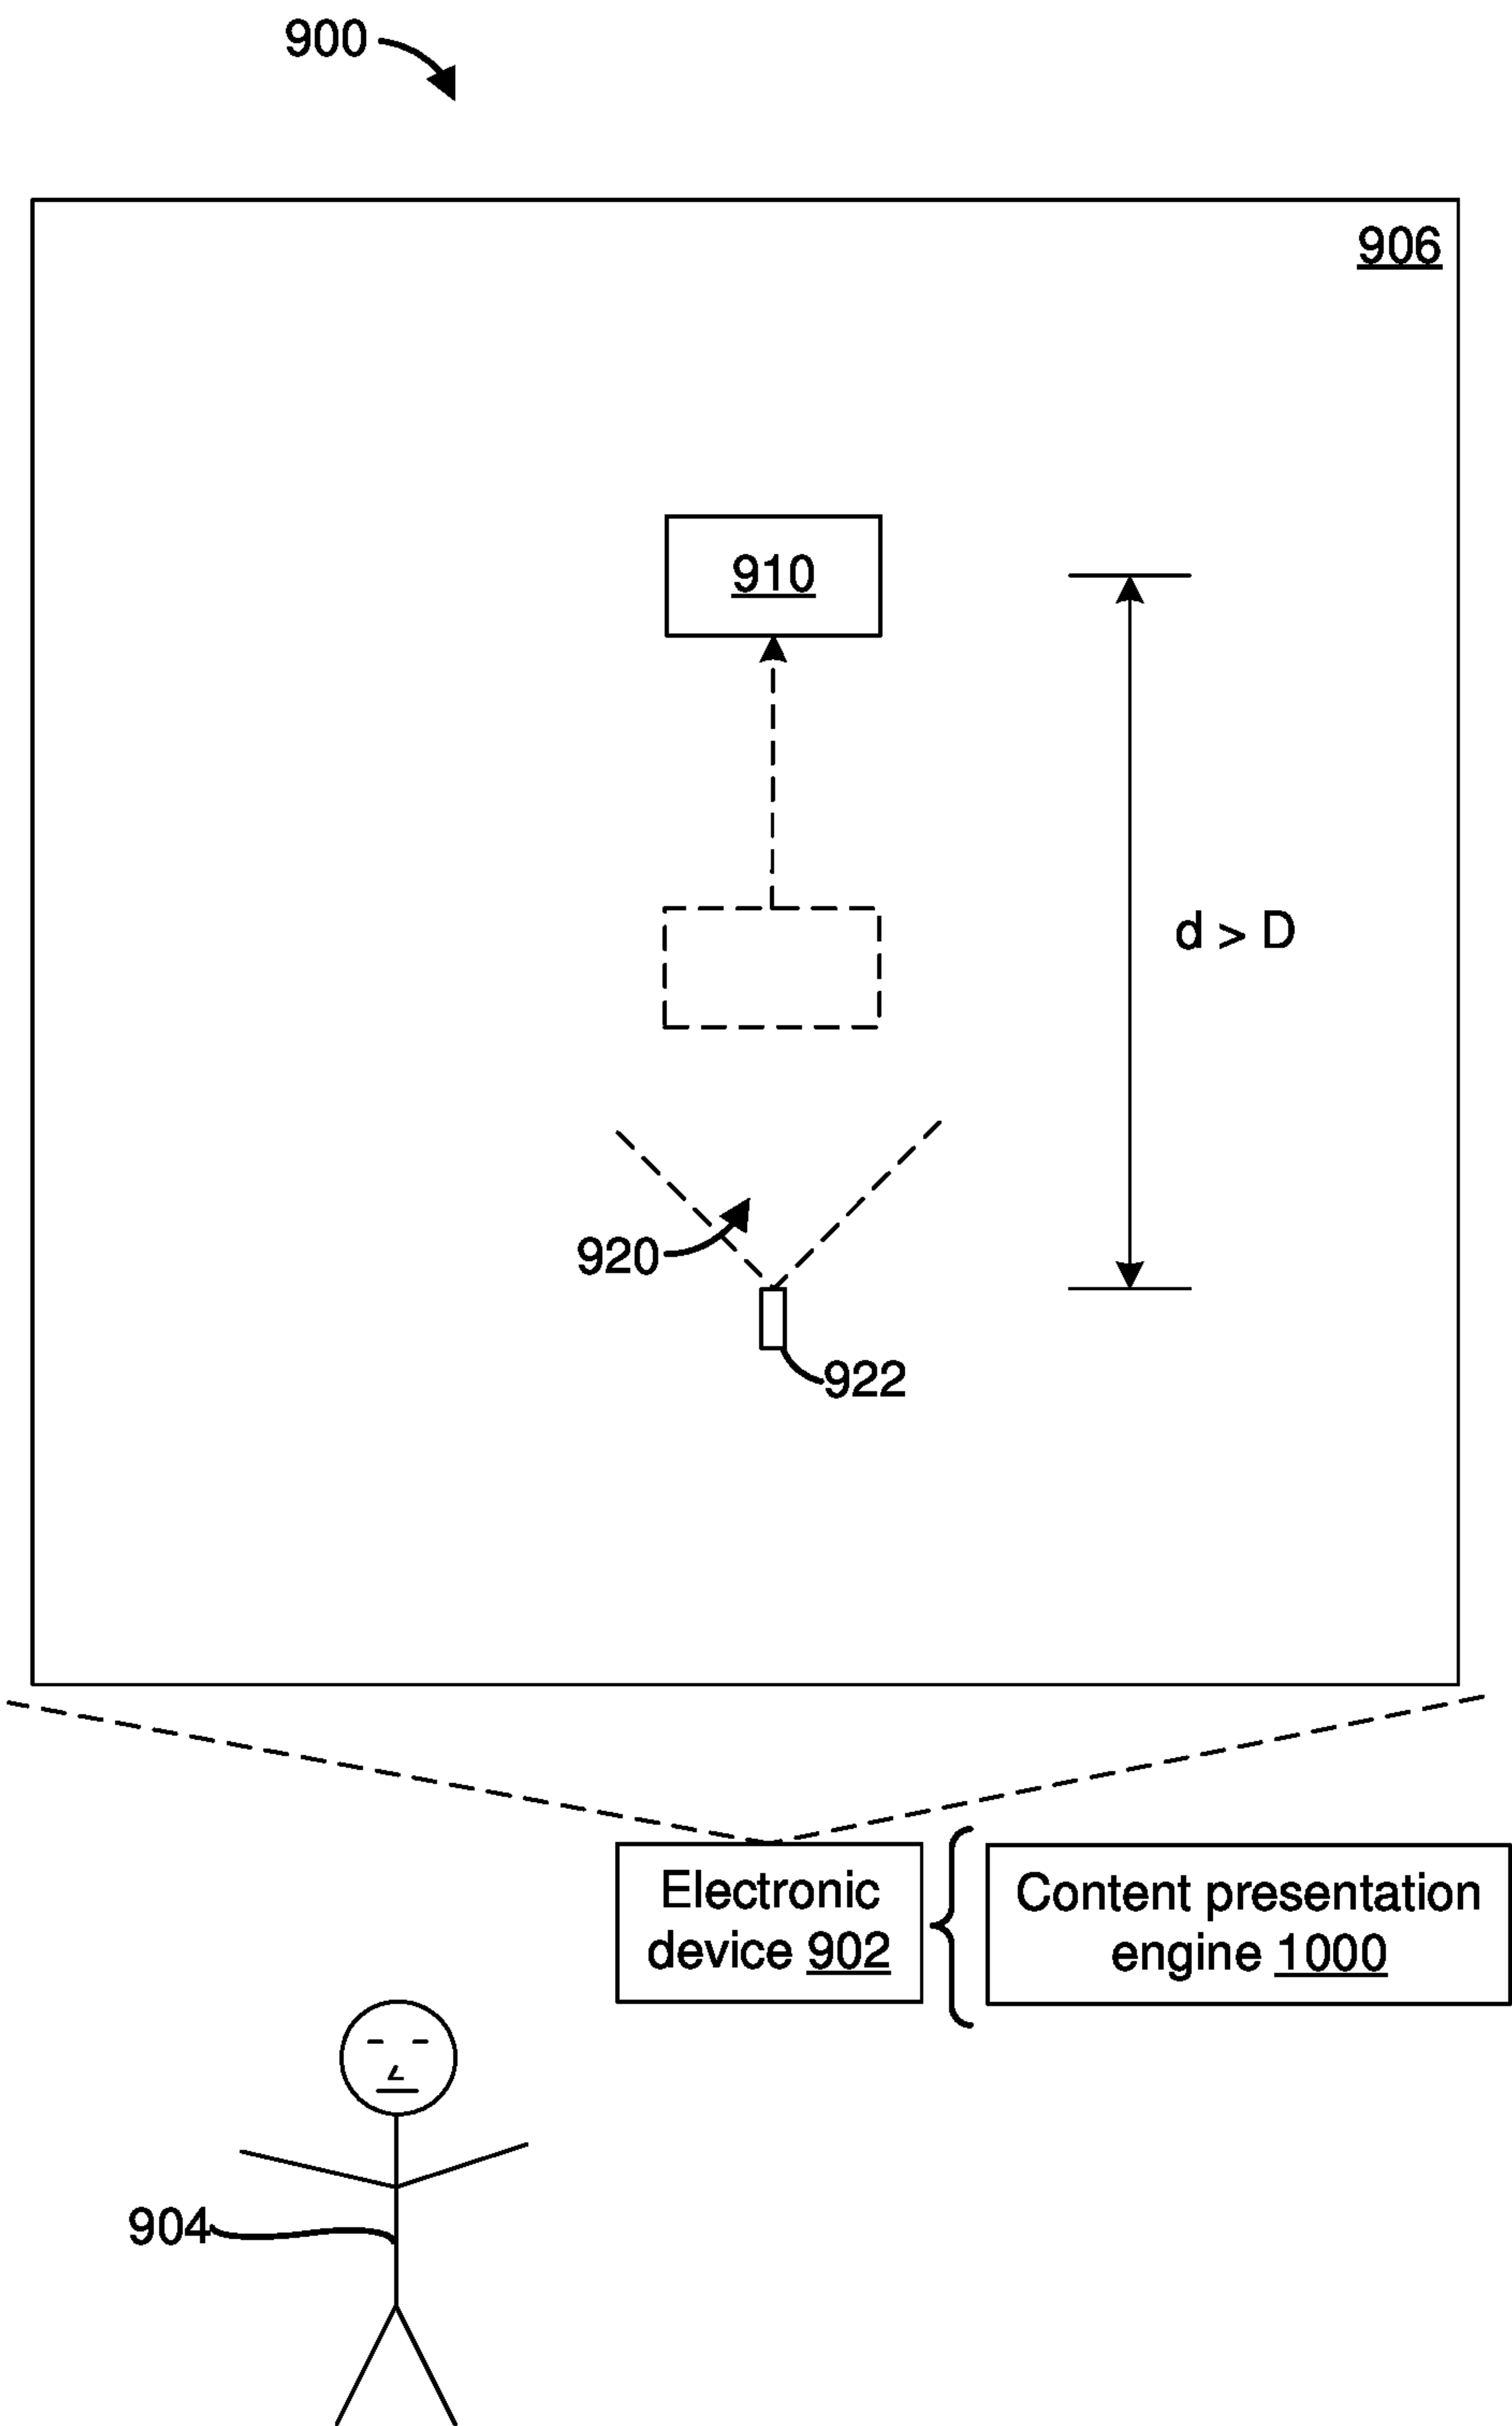 900
906
910
d > D
920
922
Electronic
device 902
Content presentation
engine 1000
904